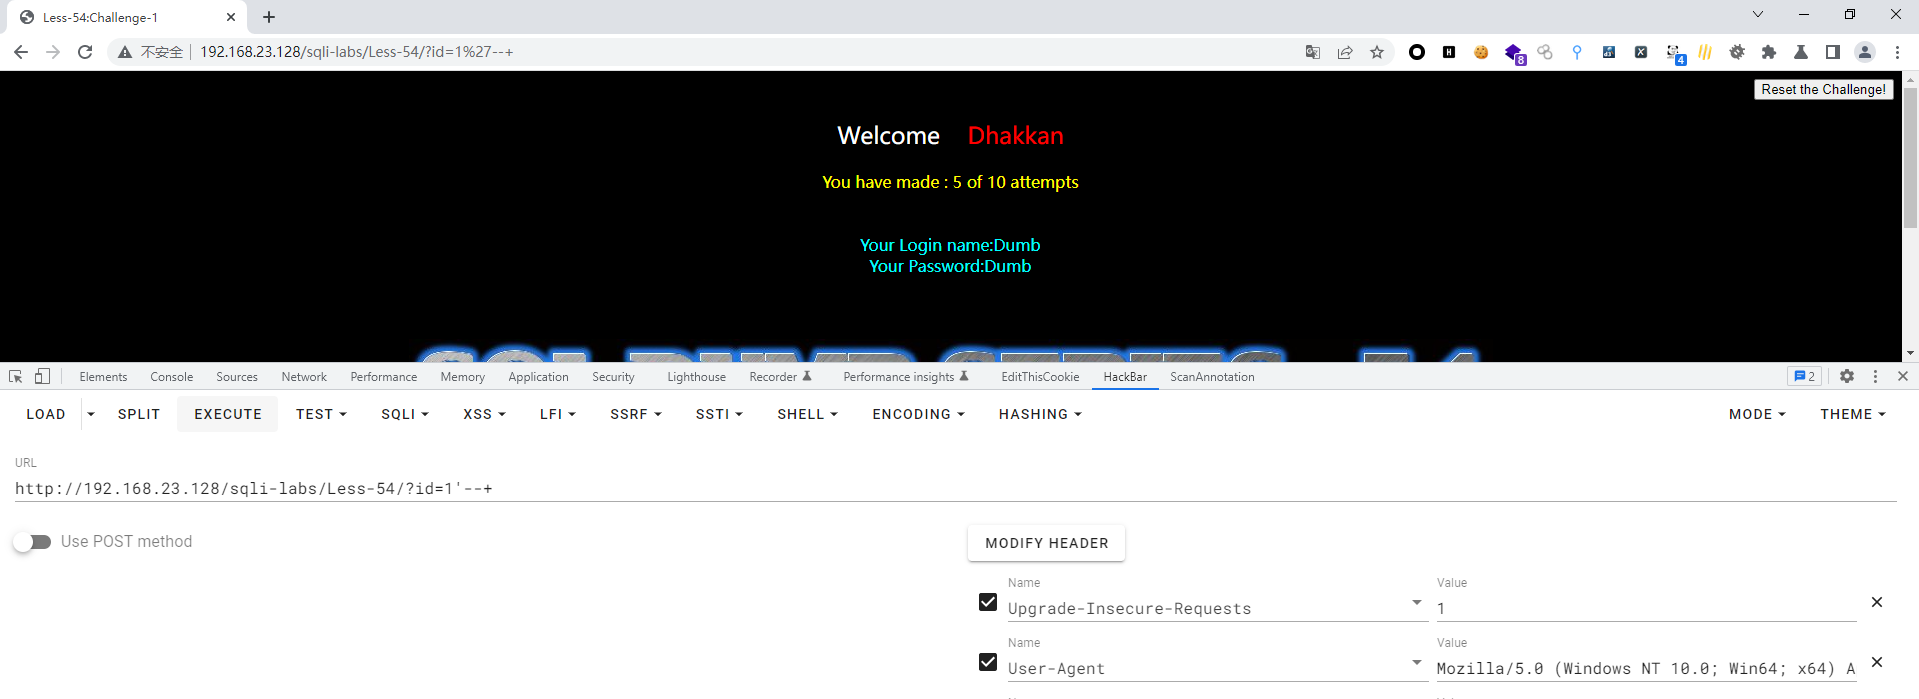 Less-54:Challenge-1
不安全 192.168.23.128/sqli-labs/Less-54/?id=1%27--+
8
4
Reset the Challenge!
Welcome Dhakkan
You have made : 5 of 10 attempts
Your Login name:Dumb
Your Password:Dumb
Elements Console Sources Network Performance Memory Application Security Lighthouse Recorder Performance insights EditThisCookie HackBar ScanAnnotation 2
LOAD SPLIT EXECUTE TEST SQLI XSS LFI SSRF SSTI SHELL ENCODING HASHING MODE THEME
URL
http://192.168.23.128/sqli-labs/Less-54/?id=1'--+
Use POST method
MODIFY HEADER
Name Value
Upgrade-Insecure-Requests 1
Name Value
User-Agent Mozilla/5.0 (Windows NT 10.0; Win64; x64) A